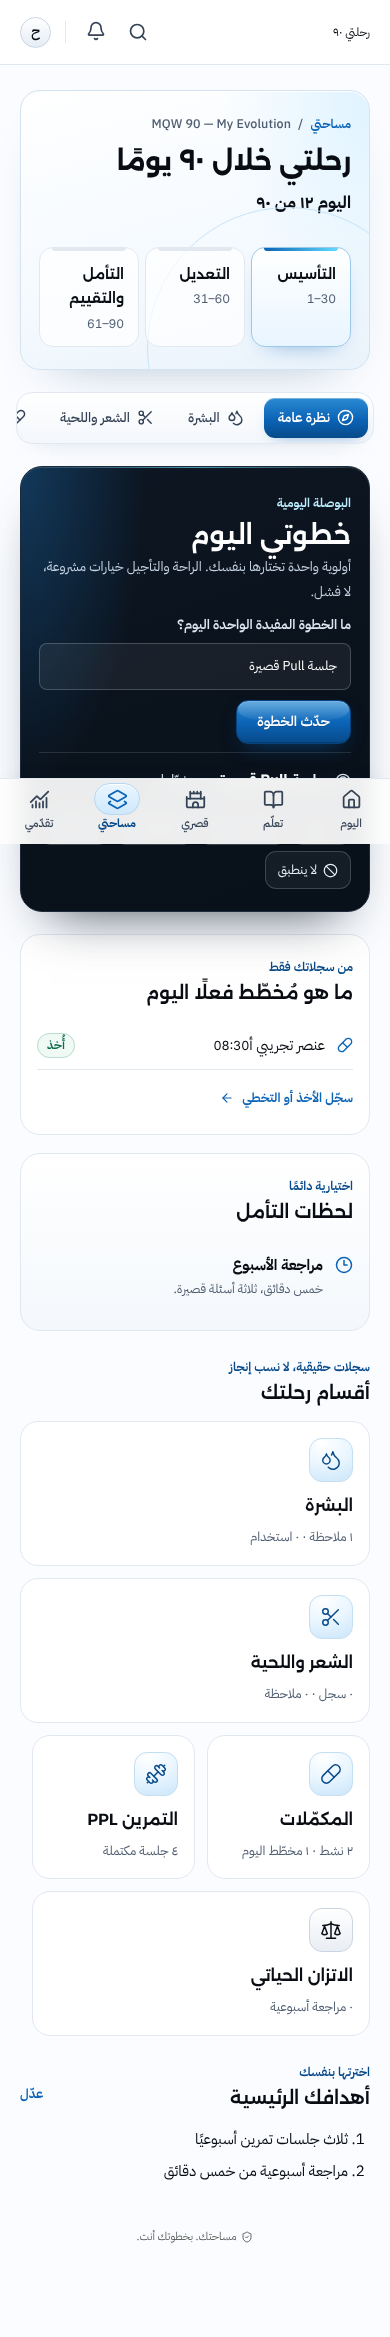 رحلتي ٩٠
ح
مساحتي / MQW 90 — My Evolution
رحلتي خلال ٩٠ يومًا
اليوم ١٢ من ٩٠
التأسيس
1–30
التعديل
31–60
التأمل والتقييم
61–90
نظرة عامة
البشرة
الشعر واللحية
البوصلة اليومية
خطوتي اليوم
أولوية واحدة تختارها بنفسك. الراحة والتأجيل خيارات مشروعة،
لا فشل.
ما الخطوة المفيدة الواحدة اليوم؟
جلسة Pull قصيرة
حدّث الخطوة
اليوم
تعلّم
قصري
مساحتي
تقدّمي
لا ينطبق
من سجلاتك فقط
ما هو مُخطّط فعلًا اليوم
عنصر تجريبي أ08:30
أُخذ
سجّل الأخذ أو التخطي
اختيارية دائمًا
لحظات التأمل
مراجعة الأسبوع
خمس دقائق، ثلاثة أسئلة قصيرة.
سجلات حقيقية، لا نسب إنجاز
أقسام رحلتك
البشرة
١ ملاحظة · ٠ استخدام
الشعر واللحية
٠ سجل · ٠ ملاحظة
المكمّلات
٢ نشط · ١ مخطّط اليوم
التمرين PPL
٤ جلسة مكتملة
الاتزان الحياتي
٠ مراجعة أسبوعية
اخترتها بنفسك
أهدافك الرئيسية
عدّل
1. ثلاث جلسات تمرين أسبوعيًا
2. مراجعة أسبوعية من خمس دقائق
مساحتك. بخطوتك أنت.